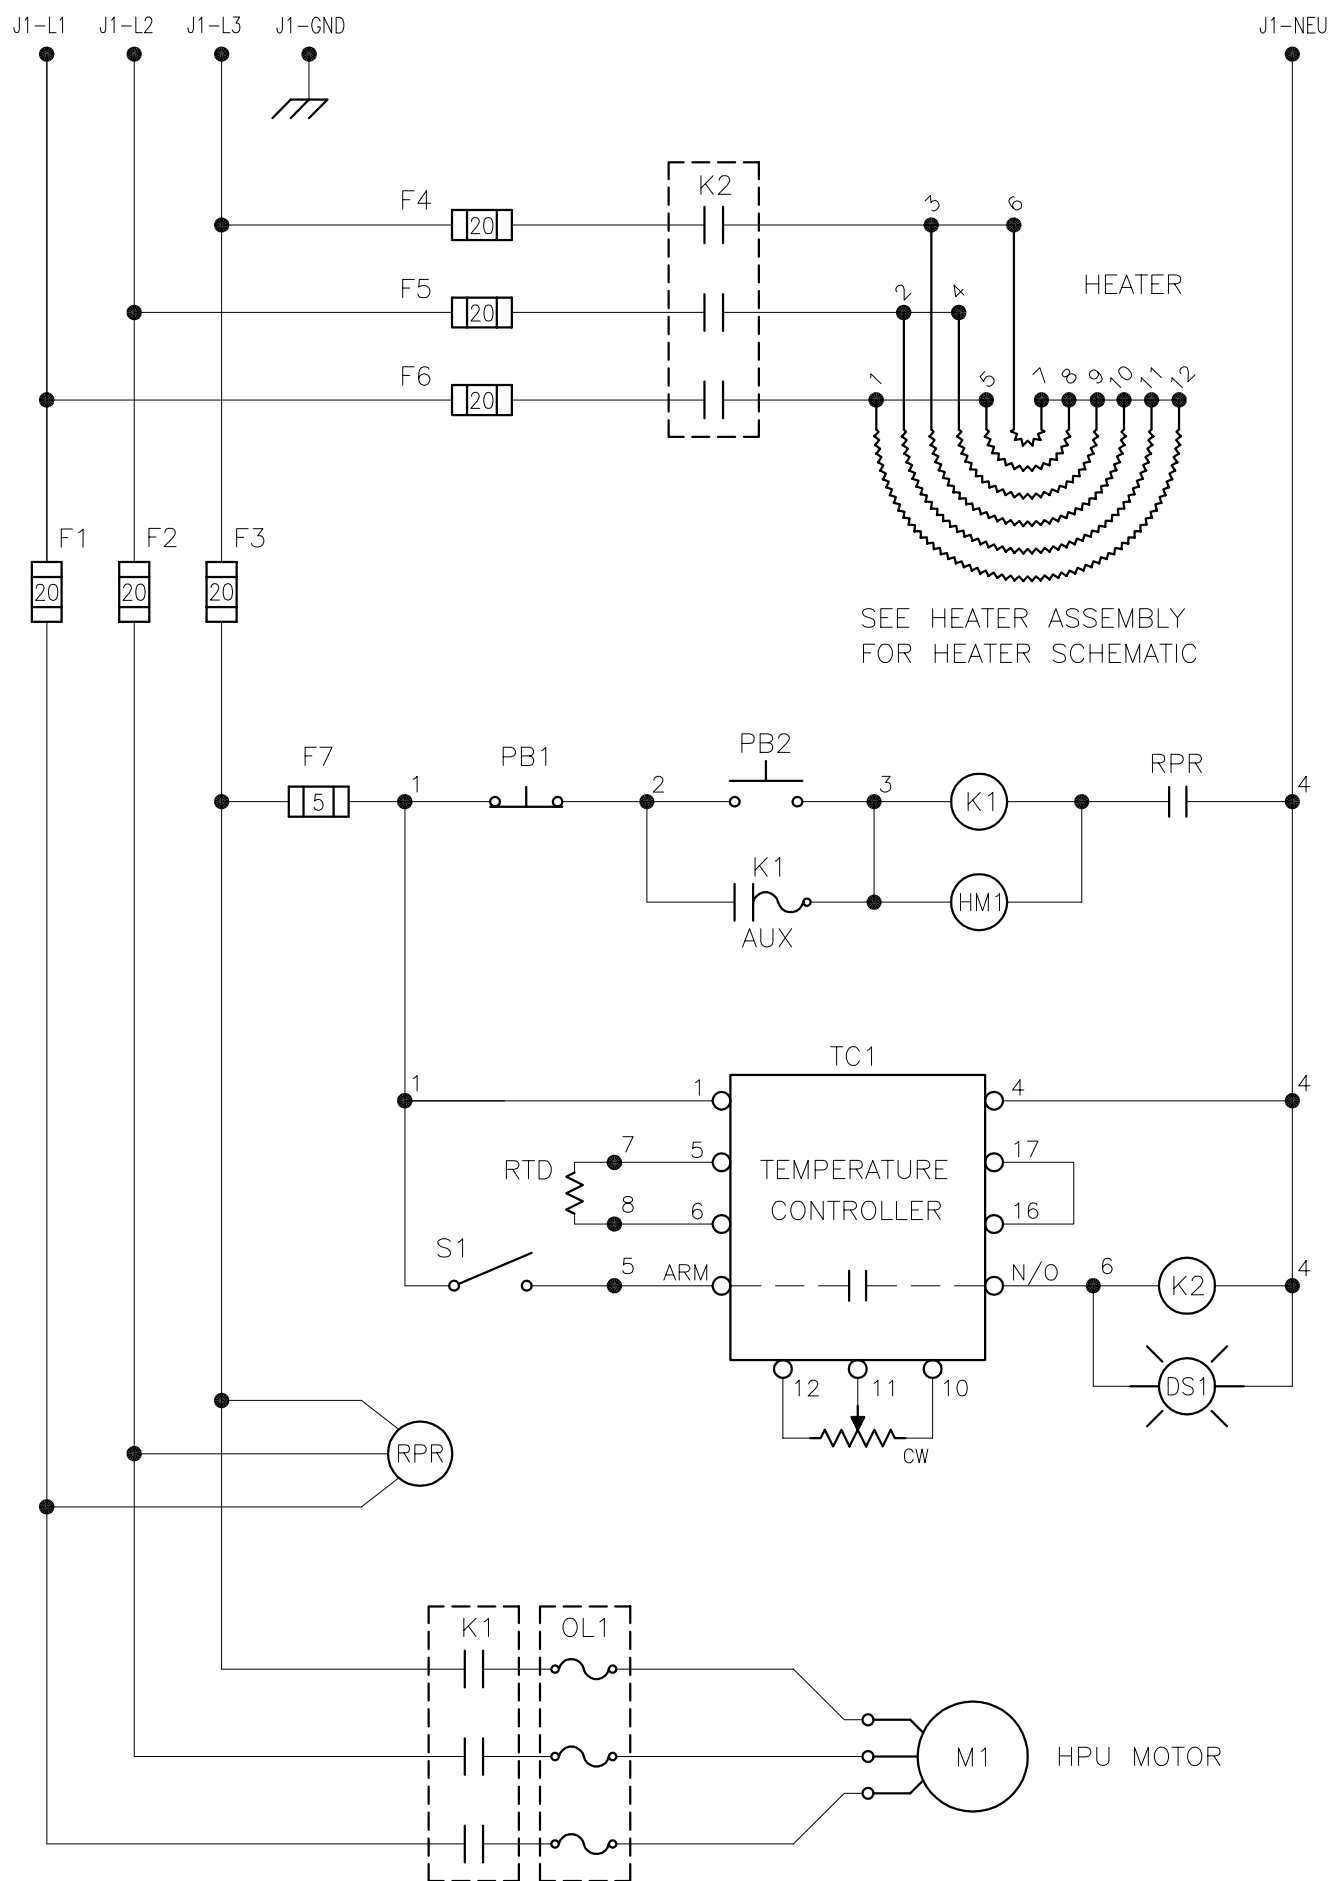 J1-L1 J1-L2 J1-L3 J1-GND J1-NEU
K2
F4 20 3 6
HEATER
F5 20 2 4
F6 20 1 5 7 8 9 10 11 12
F1 F2 F3
20 20 20
SEE HEATER ASSEMBLY
FOR HEATER SCHEMATIC
F7 PB1 PB2 RPR
5 1 2 3 K1 4
K1 HM1
AUX
TC1
1 1 4 4
RTD 7 5 TEMPERATURE 17
8 6 CONTROLLER 16
S1 5 ARM N/O 6 K2 4
12 11 10 DS1
CW
RPR
K1 OL1
M1 HPU MOTOR